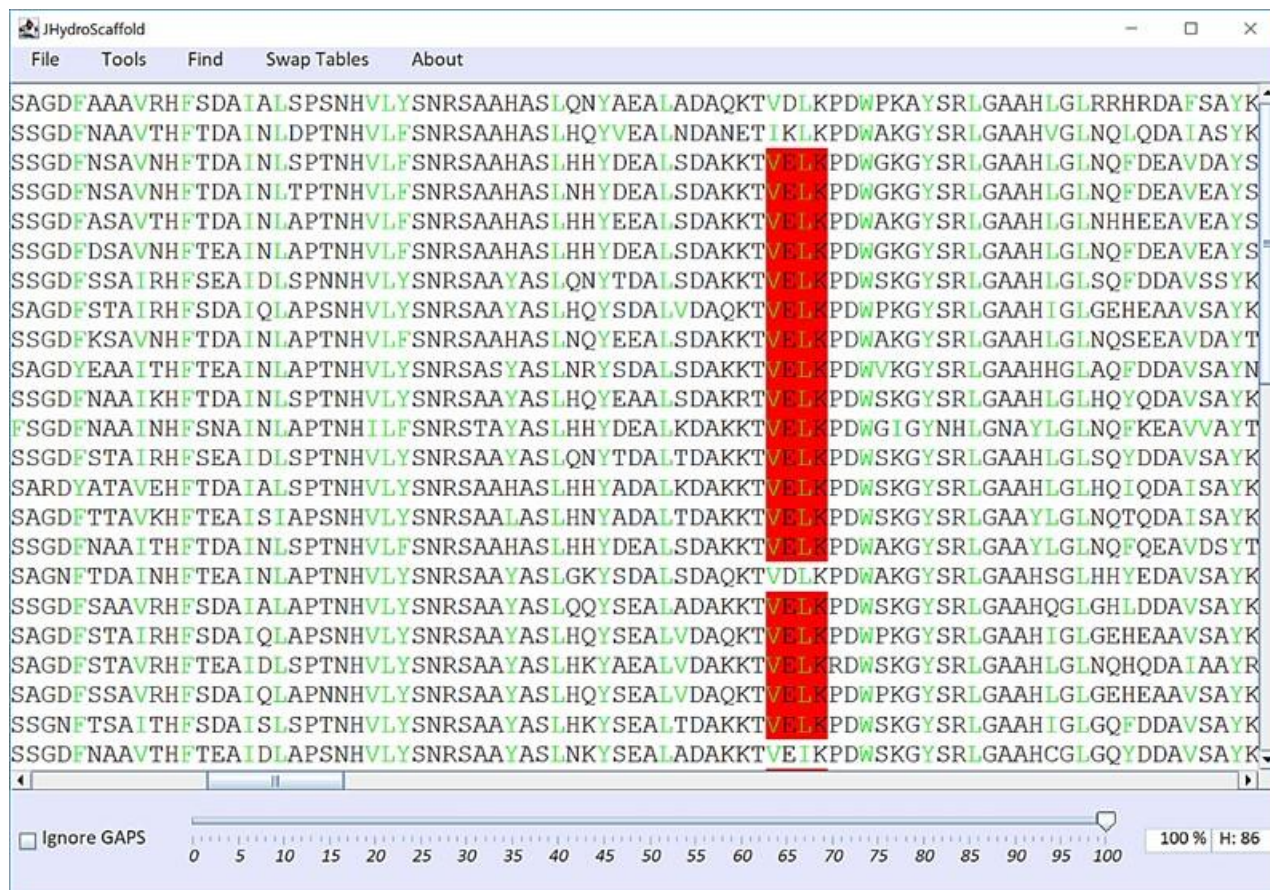 JHydroScaffold
File Tools Find Swap Tables About
SAGDFAAAVRHFSDAIALSPSNHVLYSNRSAAHASLQNYAEALADAQKTVDLKPDWPKAYSRLGAAHLGLRRHRDAFSAYK
SSGDFNAAVTHFTDAINLDPTNHVLFSNRSAAHASLHQYVEALNDANETIKLKPDWAKGYSRLGAAHVGLNQLQDAIASYK
SSGDFNSAVNHFTDAINLSPTNHVLFSNRSAAHASLHHYDEALSDAKKTVELKPDWGKGYSRLGAAHLGLNQFDEAVDAYS
SSGDFNSAVNHFTDAINLTPTNHVLFSNRSAAHASLNHYDEALSDAKKTVELKPDWGKGYSRLGAAHLGLNQFDEAVEAYS
SSGDFASAVTHFTDAINLAPTNHVLFSNRSAAHASLHHYEEALSDAKKTVELKPDWAKGYSRLGAAHLGLNHHEEAVEAYS
SSGDFDSAVNHFTEAINLAPTNHVLFSNRSAAHASLHHYDEALSDAKKTVELKPDWGKGYSRLGAAHLGLNQFDEAVEAYS
SSGDFSSAIRHFSEAIDLSPNNHVLYSNRSAAYASLQNYTDALSDAKKTVELKPDWSKGYSRLGAAHLGLSQFDDAVSSYK
SAGDFSTAIRHFSDAIQLAPSNHVLYSNRSAAYASLHQYSDALVDAQKTVELKPDWPKGYSRLGAAHIGLGEHEAAVSAYK
SSGDFKSAVNHFTDAINLAPTNHVLFSNRSAAHASLNQYEEALSDAKKTVELKPDWAKGYSRLGAAHLGLNQSEEAVDAYT
SAGDYEAAITHFTEAINLAPTNHVLYSNRSASYASLNRYSDALSDAKKTVELKPDWVKGYSRLGAAHHGLAQFDDAVSAYN
SSGDFNAAIKHFTDAINLSPTNHVLYSNRSAAYASLHQYEAALSDAKRTVELKPDWSKGYSRLGAAHLGLHQYQDAVSAYK
FSGDFNAAINHFSNAINLAPTNHILFSNRSTAYASLHHYDEALKDAKKTVELKPDWGIGYNHLGNAYLGLNQFKEAVVAYT
SSGDFSTAIRHFSEAIDLSPTNHVLYSNRSAAYASLQNYTDALTDAKKTVELKPDWSKGYSRLGAAHLGLSQYDDAVSAYK
SARDYATAVEHFTDAIALSPTNHVLYSNRSAAHASLHHYADALKDAKKTVELKPDWSKGYSRLGAAHLGLHQIQDAISAYK
SAGDFTTAVKHFTEAISIAPSNHVLYSNRSAALASLHNYADALTDAKKTVELKPDWSKGYSRLGAAYLGLNQTQDAISAYK
SSGDFNAAITHFTDAINLSPTNHVLFSNRSAAHASLHHYDEALSDAKKTVELKPDWAKGYSRLGAAYLGLNQFQEAVDSYT
SAGNFTDAINHFTEAINLAPTNHVLYSNRSAAYASLGKYSDALSDAQKTVDLKPDWAKGYSRLGAAHSGLHHYEDAVSAYK
SSGDFSAAVRHFSDAIALAPTNHVLYSNRSAAYASLQQYSEALADAKKTVELKPDWSKGYSRLGAAHQGLGHLDDAVSAYK
SAGDFSTAIRHFSDAIQLAPSNHVLYSNRSAAYASLHQYSEALVDAQKTVELKPDWPKGYSRLGAAHIGLGEHEAAVSAYK
SAGDFSTAVRHFTEAIDLSPTNHVLYSNRSAAYASLHKYAEALVDAKKTVELKRDWSKGYSRLGAAHLGLNQHQDAIAAYR
SAGDFSSAVRHFSDAIQLAPNNHVLYSNRSAAYASLHQYSEALVDAQKTVELKPDWPKGYSRLGAAHLGLGEHEAAVSAYK
SSGNFTSAITHFSDAISLSPTNHVLYSNRSAAYASLHKYSEALTDAKKTVELKPDWSKGYSRLGAAHIGLGQFDDAVSAYK
SSGDFNAAVTHFTEAIDLAPSNHVLYSNRSAAYASLNKYSEALADAKKTVEIKPDWSKGYSRLGAAHCGLGQYDDAVSAYK
Ignore GAPS
0 5 10 15 20 25 30 35 40 45 50 55 60 65 70 75 80 85 90 95 100
100 % H: 86